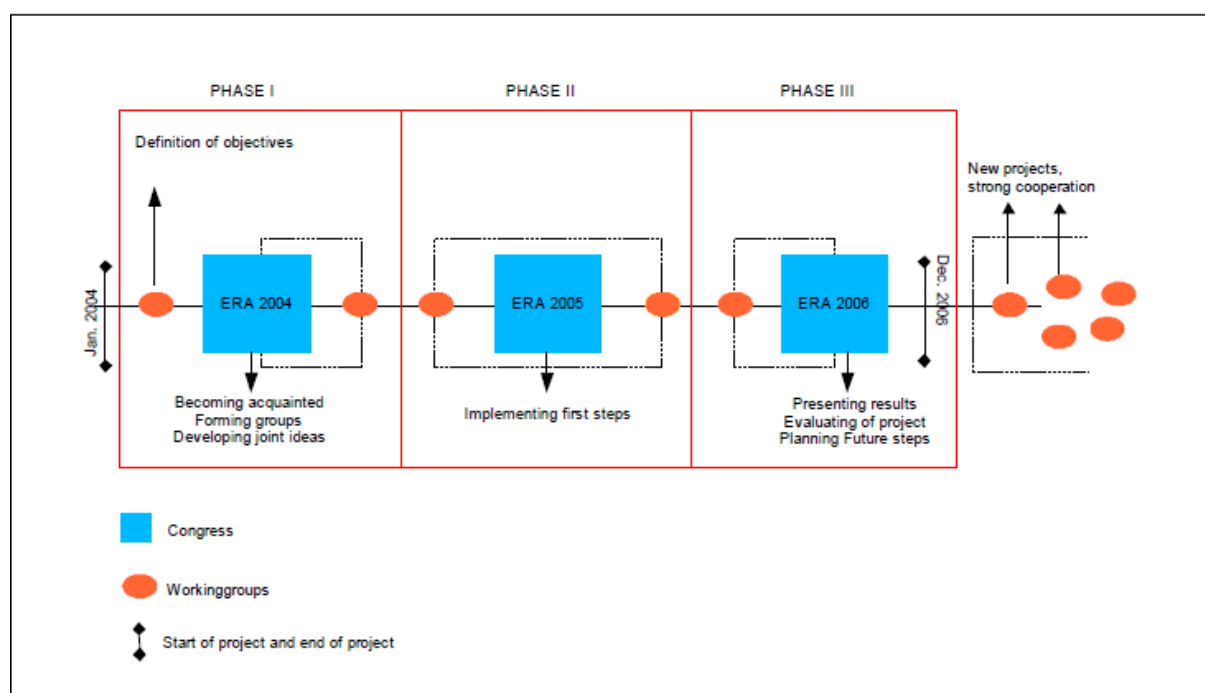 PHASE I
PHASE II
PHASE III
Definition of objectives
New projects,
strong cooperation
Jan. 2004
ERA 2004
ERA 2005
ERA 2006
Dec. 2006
Becoming acquainted
Forming groups
Developing joint ideas
Implementing first steps
Presenting results
Evaluating of project
Planning Future steps
Congress
Workinggroups
Start of project and end of project